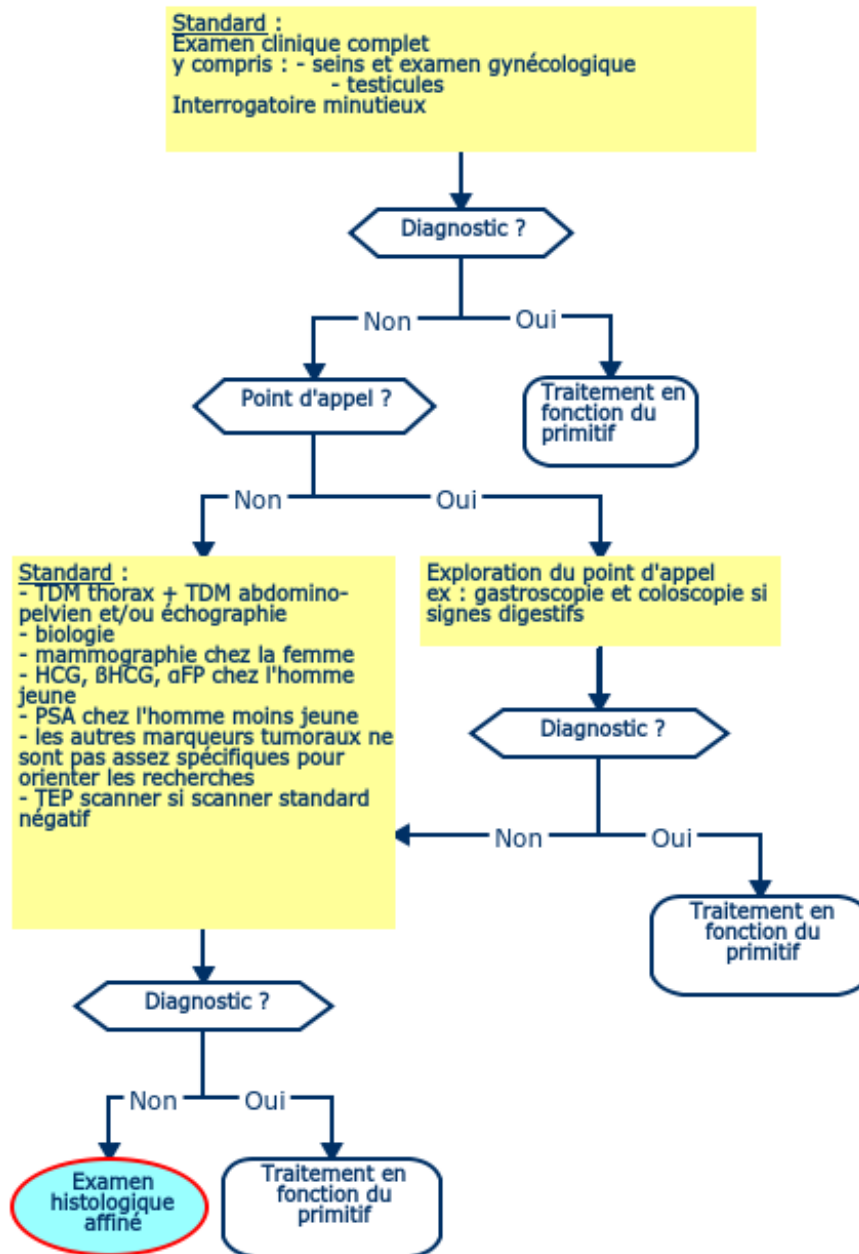 Standard :
Examen clinique complet
y compris : - seins et examen gynécologique
- testicules
Interrogatoire minutieux
Diagnostic ?
Non
Oui
Point d'appel ?
Traitement en
fonction du
primitif
Non
Oui
Standard :
- TDM thorax + TDM abdomino-
pelvien et/ou échographie
- biologie
- mammographie chez la femme
- HCG, βHCG, αFP chez l'homme
jeune
- PSA chez l'homme moins jeune
- les autres marqueurs tumoraux ne
sont pas assez spécifiques pour
orienter les recherches
- TEP scanner si scanner standard
négatif
Exploration du point d'appel
ex : gastroscopie et coloscopie si
signes digestifs
Diagnostic ?
Non
Oui
Traitement en
fonction du
primitif
Diagnostic ?
Non
Oui
Examen
histologique
affiné
Traitement en
fonction du
primitif